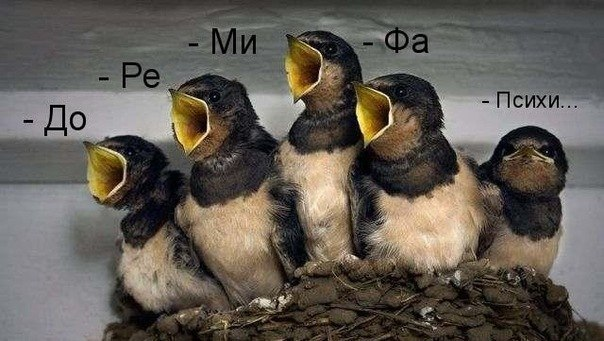 - До
- Ре
- Ми
- Фа
- Психи...